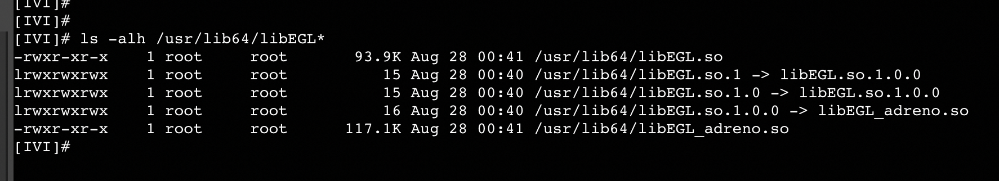 [IVI]#
[IVI]#
[IVI]# ls -alh /usr/lib64/libEGL*
-rwxr-xr-x    1 root     root       93.9K Aug 28 00:41 /usr/lib64/libEGL.so
lrwxrwxrwx    1 root     root          15 Aug 28 00:40 /usr/lib64/libEGL.so.1 -> libEGL.so.1.0.0
lrwxrwxrwx    1 root     root          15 Aug 28 00:40 /usr/lib64/libEGL.so.1.0 -> libEGL.so.1.0.0
lrwxrwxrwx    1 root     root          16 Aug 28 00:40 /usr/lib64/libEGL.so.1.0.0 -> libEGL_adreno.so
-rwxr-xr-x    1 root     root      117.1K Aug 28 00:41 /usr/lib64/libEGL_adreno.so
[IVI]#